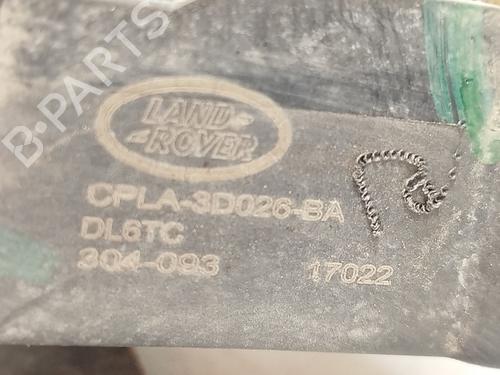 B-PARTS
LAND
ROVER
CPLA-3D026-BA
DL6TC
304-093 17022